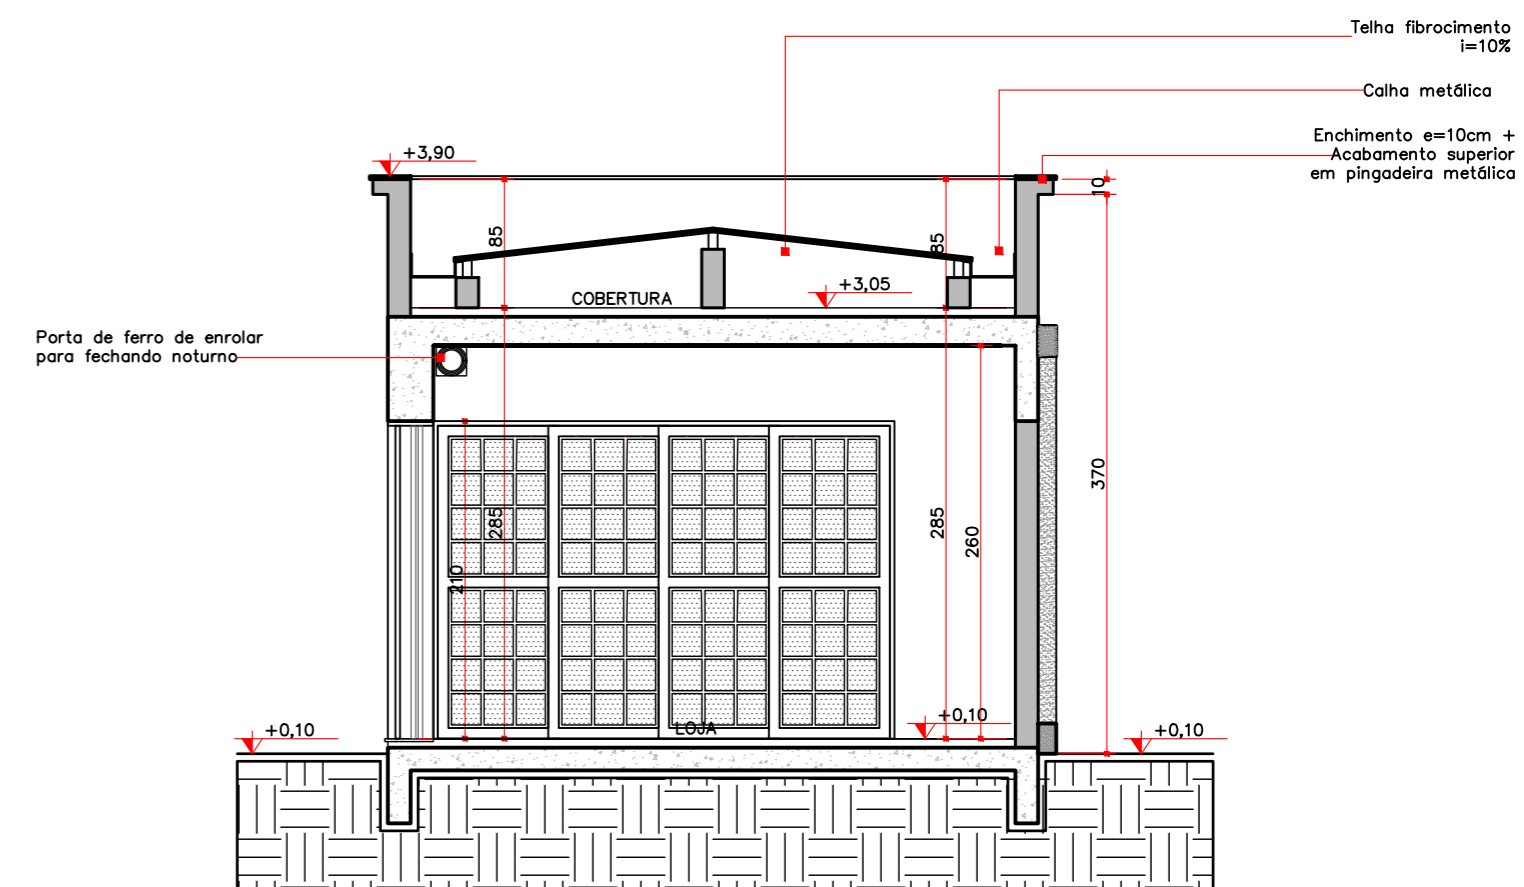 Telha fibrocimento
i=10%
Calha metálica
Enchimento e=10cm +
Acabamento superior
em pingadeira metálica
+3,90
10
85
85
+3,05
COBERTURA
Porta de ferro de enrolar
para fechando noturno
370
285
285
260
210
+0,10
LOJA
+0,10
+0,10